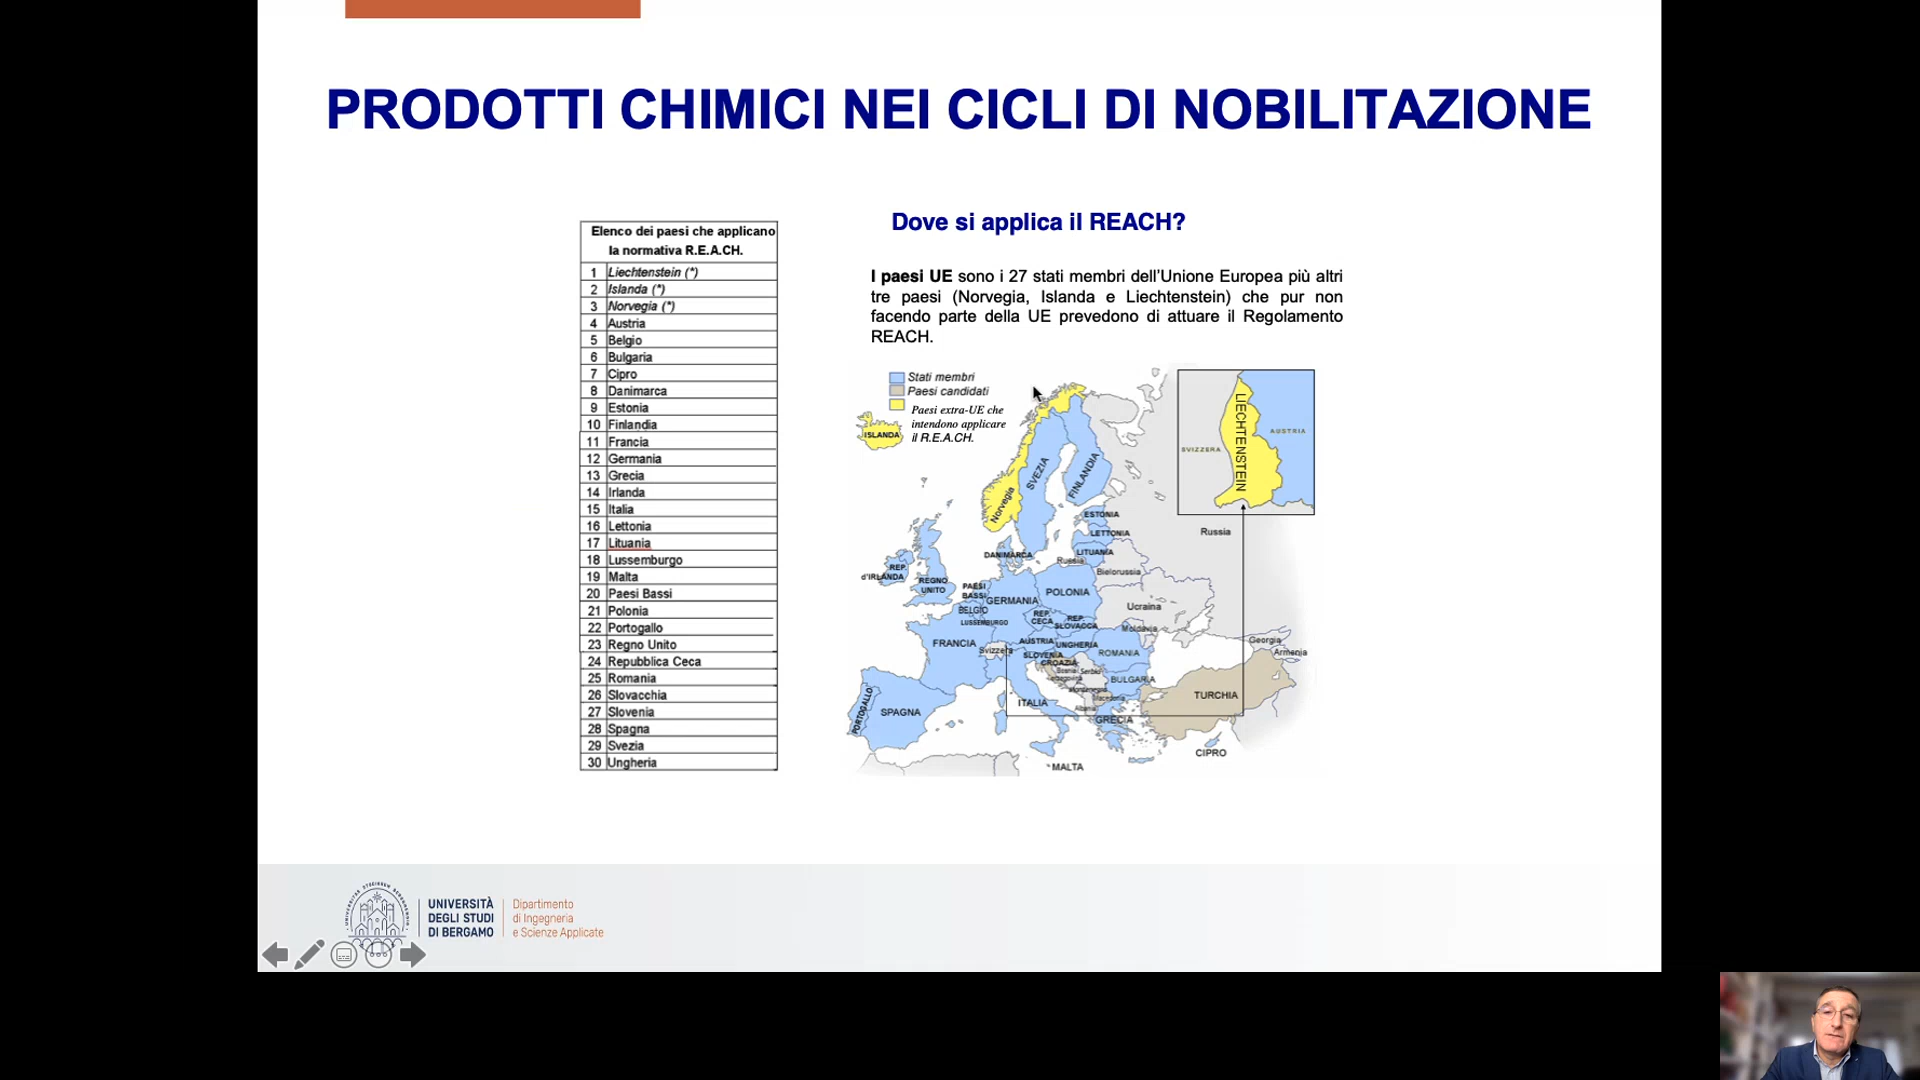 PRODOTTI CHIMICI NEI CICLI DI NOBILITAZIONE
Elenco dei paesi che applicano
la normativa R.E.A.CH.
1 Liechtenstein (*)
2 Islanda (*)
3 Norvegia (*)
4 Austria
5 Belgio
6 Bulgaria
7 Cipro
8 Danimarca
9 Estonia
10 Finlandia
11 Francia
12 Germania
13 Grecia
14 Irlanda
15 Italia
16 Lettonia
17 Lituania
18 Lussemburgo
19 Malta
20 Paesi Bassi
21 Polonia
22 Portogallo
23 Regno Unito
24 Repubblica Ceca
25 Romania
26 Slovacchia
27 Slovenia
28 Spagna
29 Svezia
30 Ungheria
Dove si applica il REACH?
I paesi UE sono i 27 stati membri dell'Unione Europea più altri
tre paesi (Norvegia, Islanda e Liechtenstein) che pur non
facendo parte della UE prevedono di attuare il Regolamento
REACH.
Stati membri
Paesi candidati
Paesi extra-UE che
intendono applicare
il R.E.A.CH.
ISLANDA
Norvegia
SVEZIA
FINLANDIA
LIECHTENSTEIN
AUSTRIA
SVIZZERA
ESTONIA
LETTONIA
LITUANIA
Russia
Russia
DANIMARCA
Bielorussia
REP.
d'IRLANDA
REGNO
UNITO
PAESI
BASSI
BELGIO
LUSSEMBURGO
GERMANIA
POLONIA
REP.
CECA
REP.
SLOVACCA
Ucraina
Moldavia
FRANCIA
Svizzera
AUSTRIA
UNGHERIA
SLOVENIA
CROAZIA
ROMANIA
Bosnia
Serbia
Montenegro
Macedonia
Albania
BULGARIA
Georgia
Armenia
TURCHIA
PORTOGALLO
SPAGNA
ITALIA
GRECIA
CIPRO
MALTA
UNIVERSITÀ
DEGLI STUDI
DI BERGAMO
Dipartimento
di Ingegneria
e Scienze Applicate